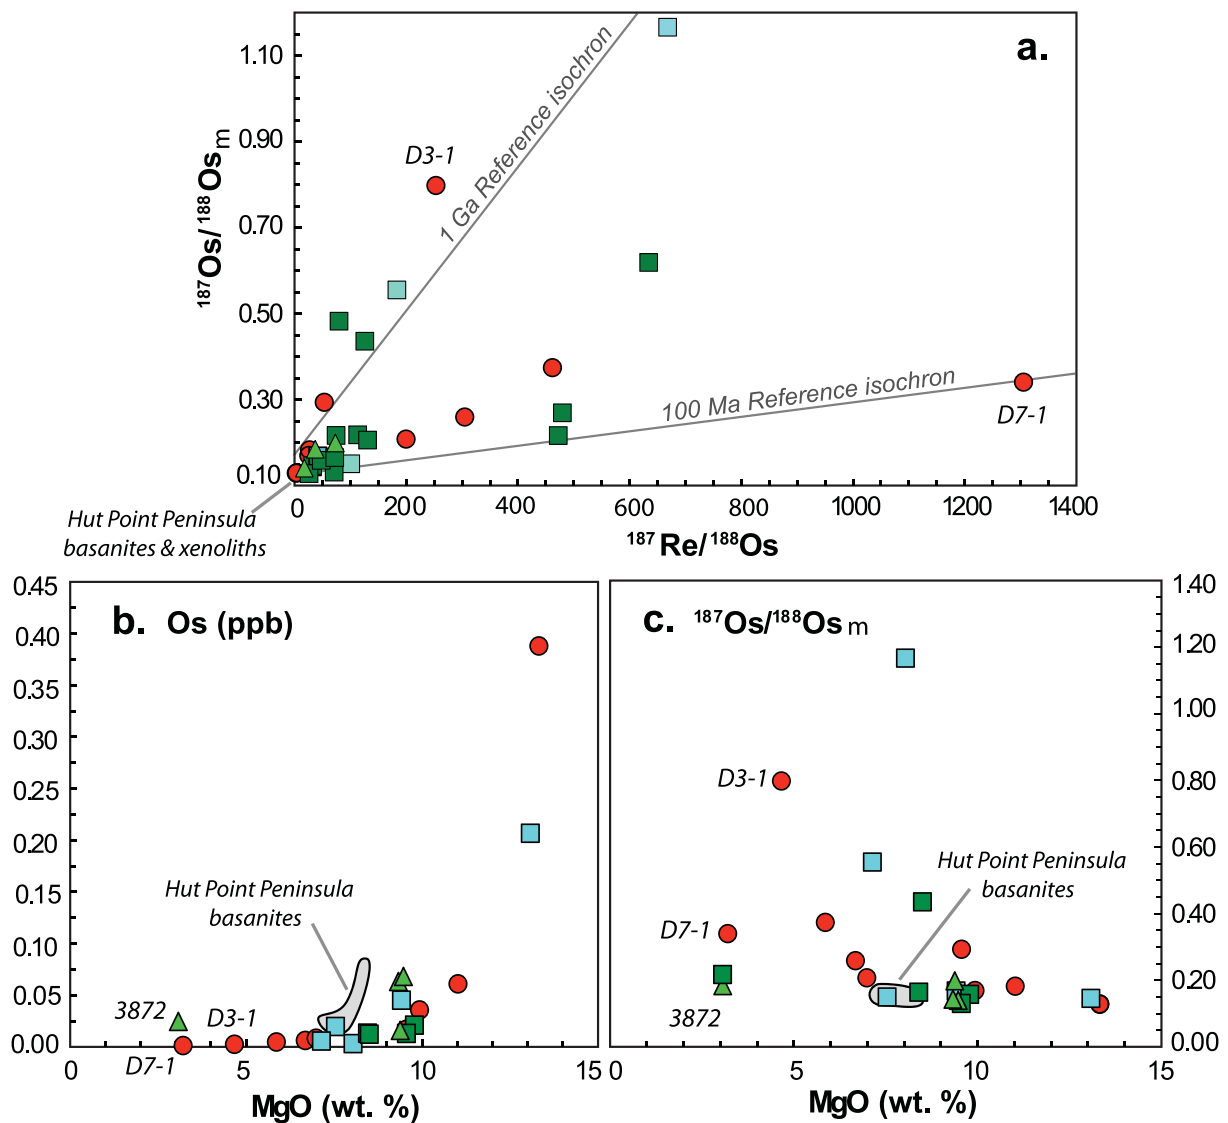 a.
1.10
0.90
0.70
0.50
0.30
0.10
187Os/188Osm
D3-1
1 Ga Reference isochron
100 Ma Reference isochron
D7-1
0 200 400 600 800 1000 1200 1400
187Re/188Os
Hut Point Peninsula
basanites & xenoliths
b. Os (ppb)
0.45
0.40
0.35
0.30
0.25
0.20
0.15
0.10
0.05
0.00
Hut Point Peninsula
basanites
3872
D3-1
D7-1
0 5 10 15
MgO (wt. %)
c. 187Os/188Os m
1.40
1.20
1.00
0.80
0.60
0.40
0.20
0.00
D3-1
Hut Point Peninsula
basanites
D7-1
3872
5 10 15
MgO (wt. %)